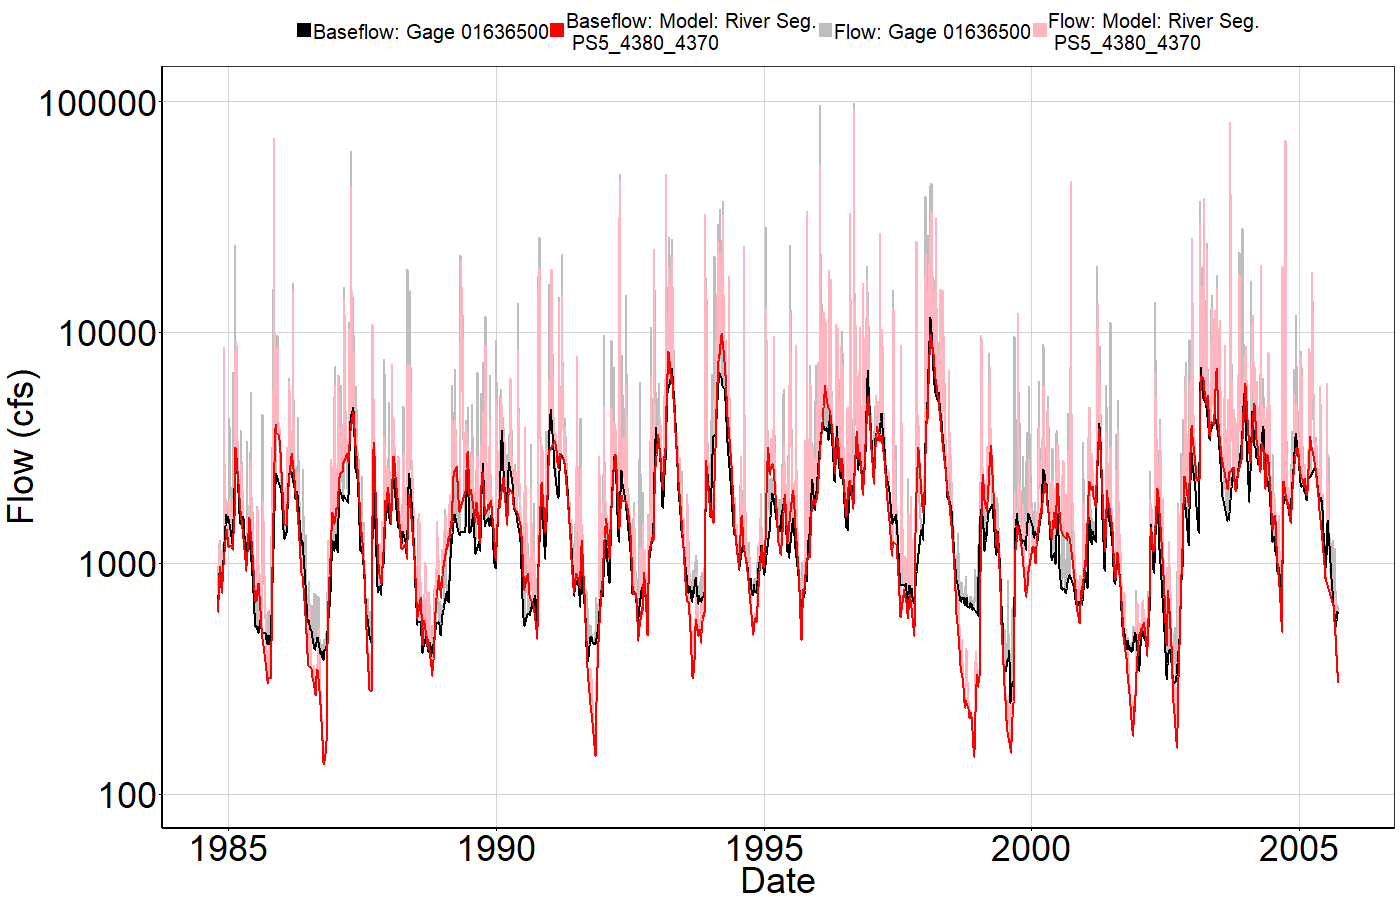 Baseflow: Gage 01636500
Baseflow: Model: River Seg.
PS5_4380_4370
Flow: Gage 01636500
Flow: Model: River Seg.
PS5_4380_4370
Flow (cfs)
100000
10000
1000
100
1985
1990
1995
2000
2005
Date